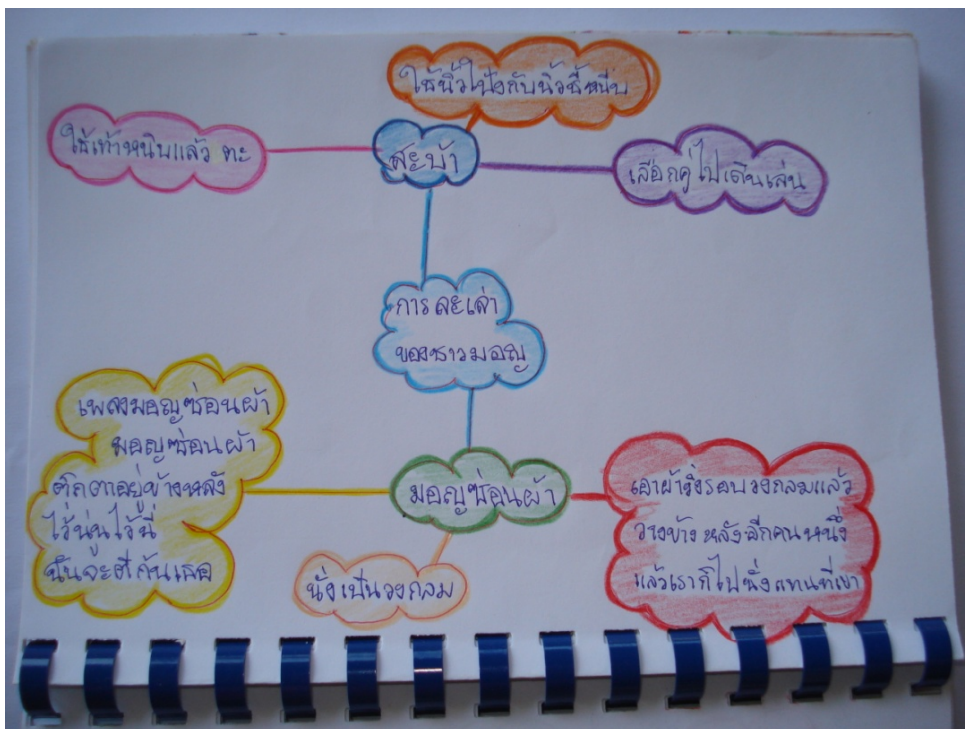 ใช้นิ้วโป้งกับนิ้วชี้หนีบ
ใช้เท้าหนีบแล้ว ตะ
สะบ้า
เลือกคู่ไปเดินเล่น
การละเล่า
ของชาวมอญ
เพลงมอญซ่อนผ้า
มอญซ่อนผ้า
ตุ๊กตาอยู่ข้างหลัง
ไว้นู่นไว้นี่
ฉันจะตีก้นเธอ
มอญซ่อนผ้า
เอาผ้าวิ่งรอบวงกลมแล้ว
วางข้างหลังอีกคนหนึ่ง
แล้วเราก็ไปนั่งแทนที่เขา
นั่งเป็นวงกลม